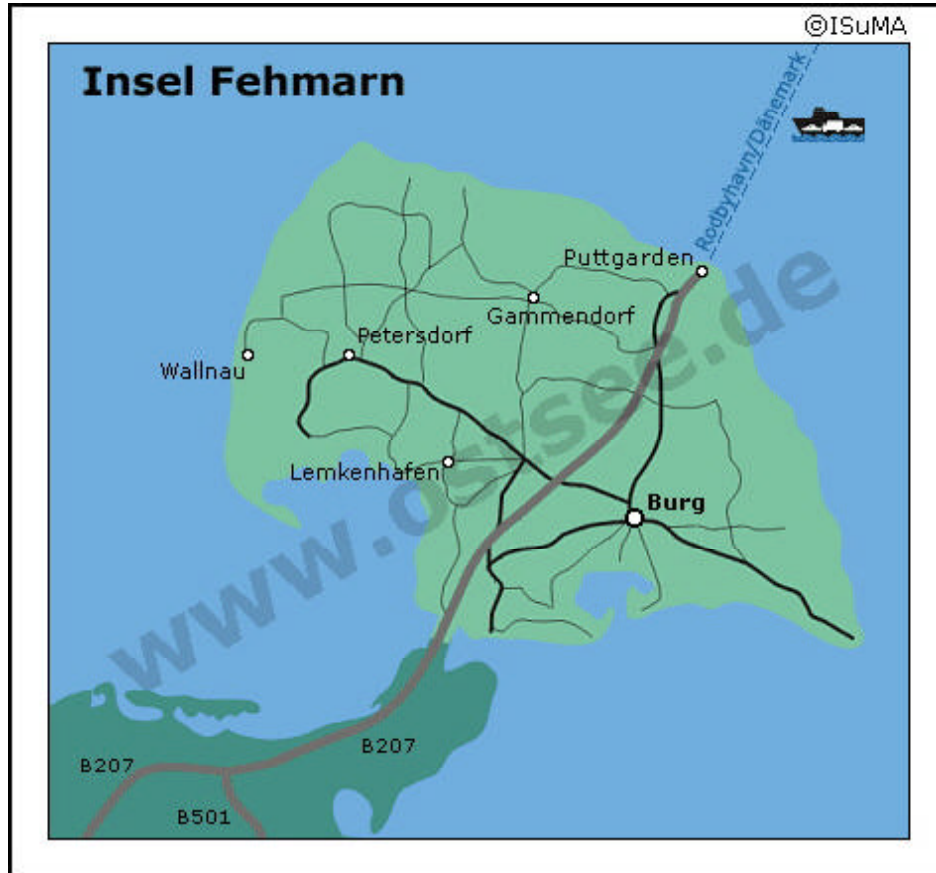 ©ISuMA
Insel Fehmarn
Rodbyhavn/Dänemark
Puttgarden
Gammendorf
Petersdorf
Wallnau
Lemkenhafen
Burg
www.ostsee.de
B207
B207
B501